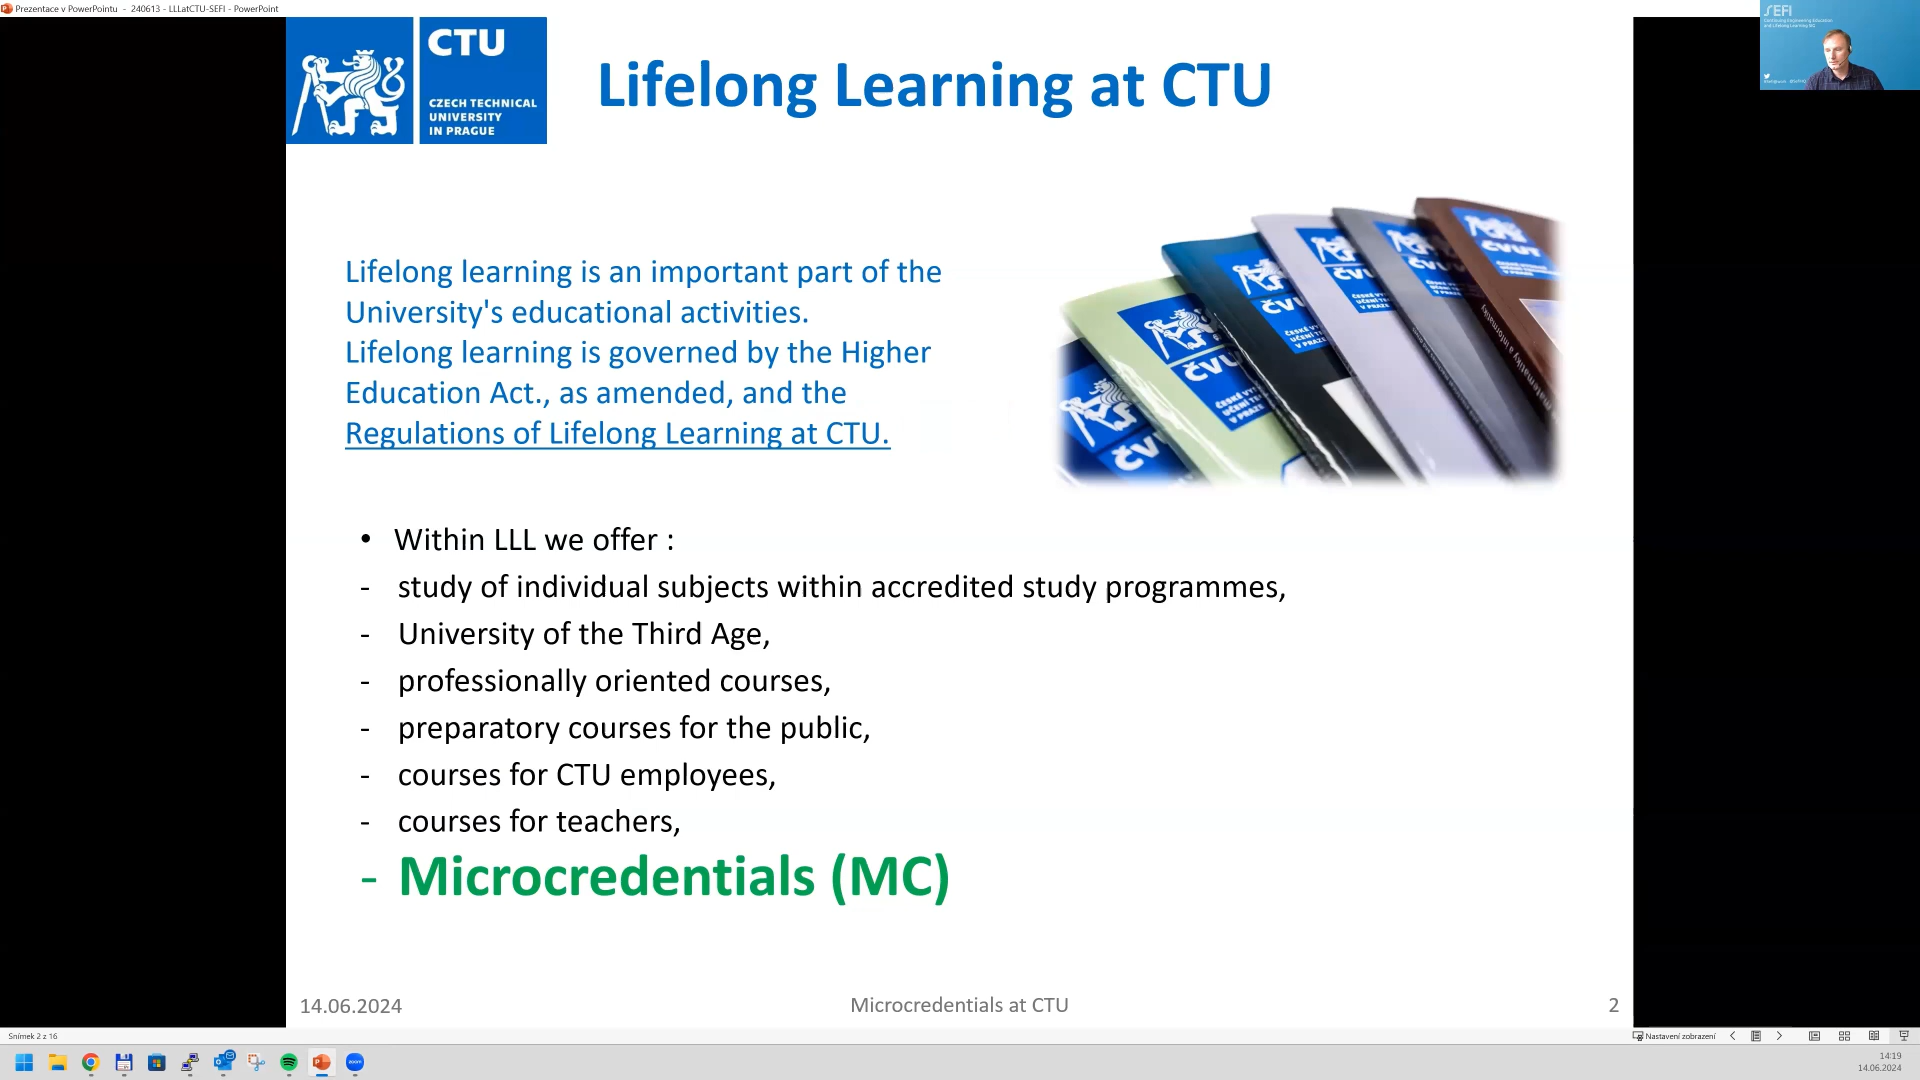 Prezentace v PowerPointu - 240613 - LLLatCTU-SEFI - PowerPoint
SEFI
CTU
CZECH TECHNICAL
UNIVERSITY
IN PRAGUE
Lifelong Learning at CTU
Lifelong learning is an important part of the
University's educational activities.
Lifelong learning is governed by the Higher
Education Act., as amended, and the
Regulations of Lifelong Learning at CTU.
ČVUT
ČVUT
• Within LLL we offer :
- study of individual subjects within accredited study programmes,
- University of the Third Age,
- professionally oriented courses,
- preparatory courses for the public,
- courses for CTU employees,
- courses for teachers,
- Microcredentials (MC)
14.06.2024
Microcredentials at CTU
2
Snímek 2 z 16
Nastavení zobrazení
zoom
14:19
14.06.2024